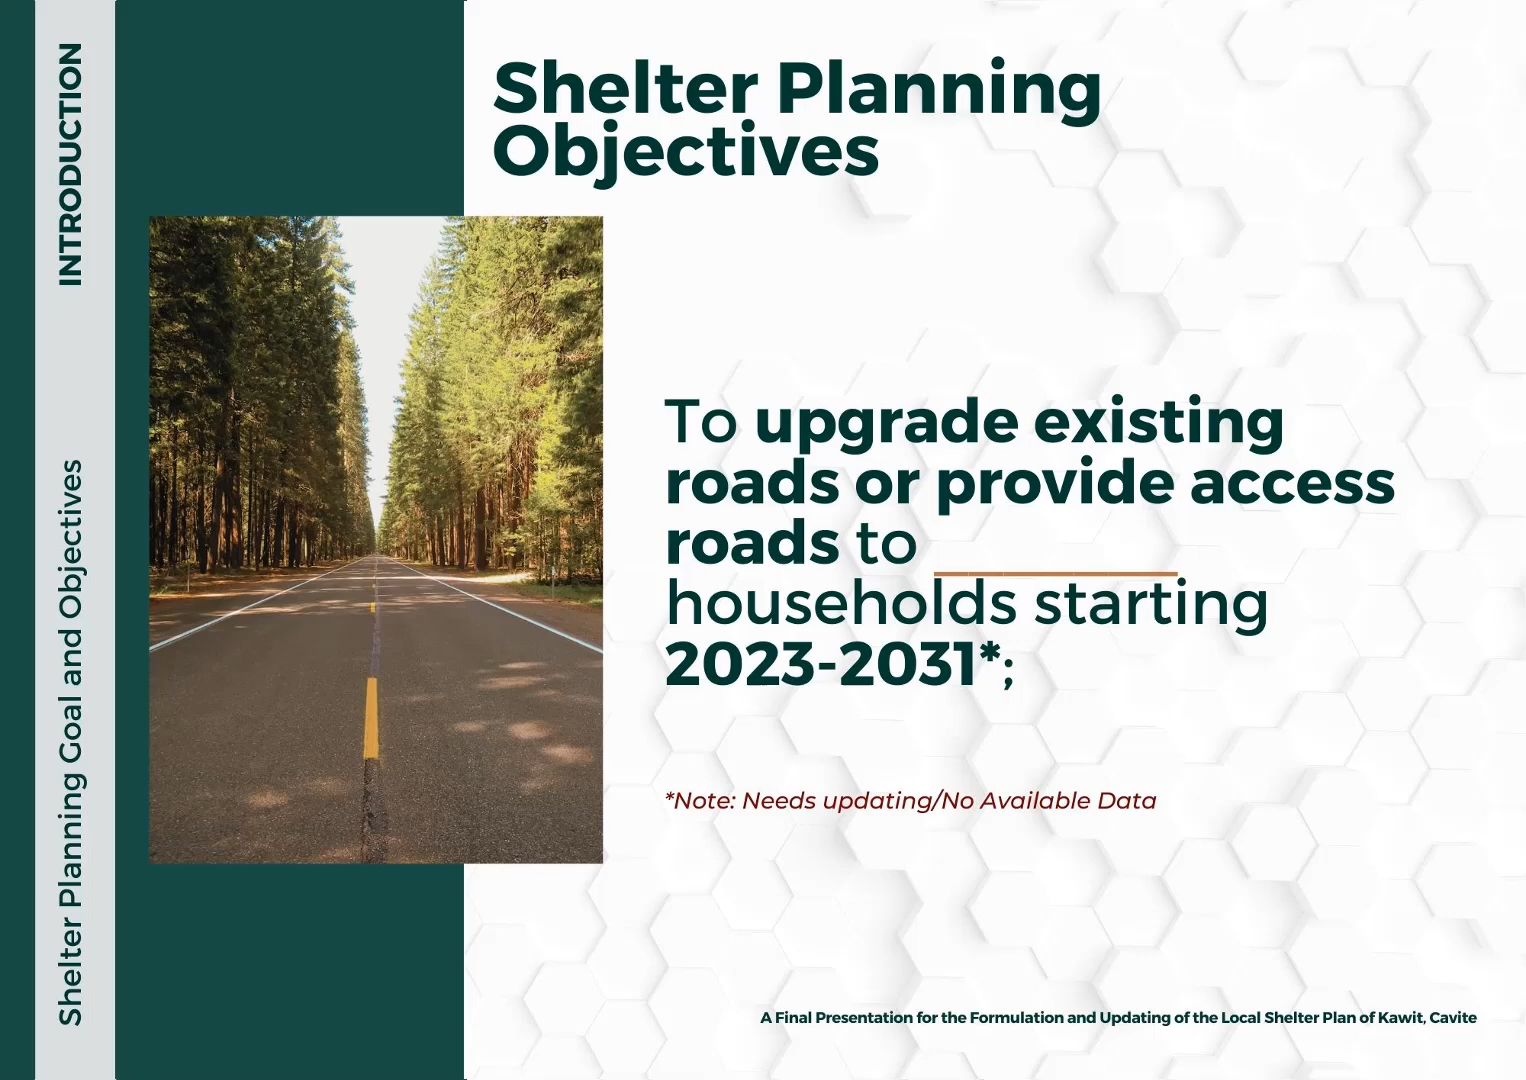 INTRODUCTION
Shelter Planning Goal and Objectives
Shelter Planning
Objectives
To upgrade existing
roads or provide access
roads to ____________
households starting
2023-2031*;
*Note: Needs updating/No Available Data
A Final Presentation for the Formulation and Updating of the Local Shelter Plan of Kawit, Cavite